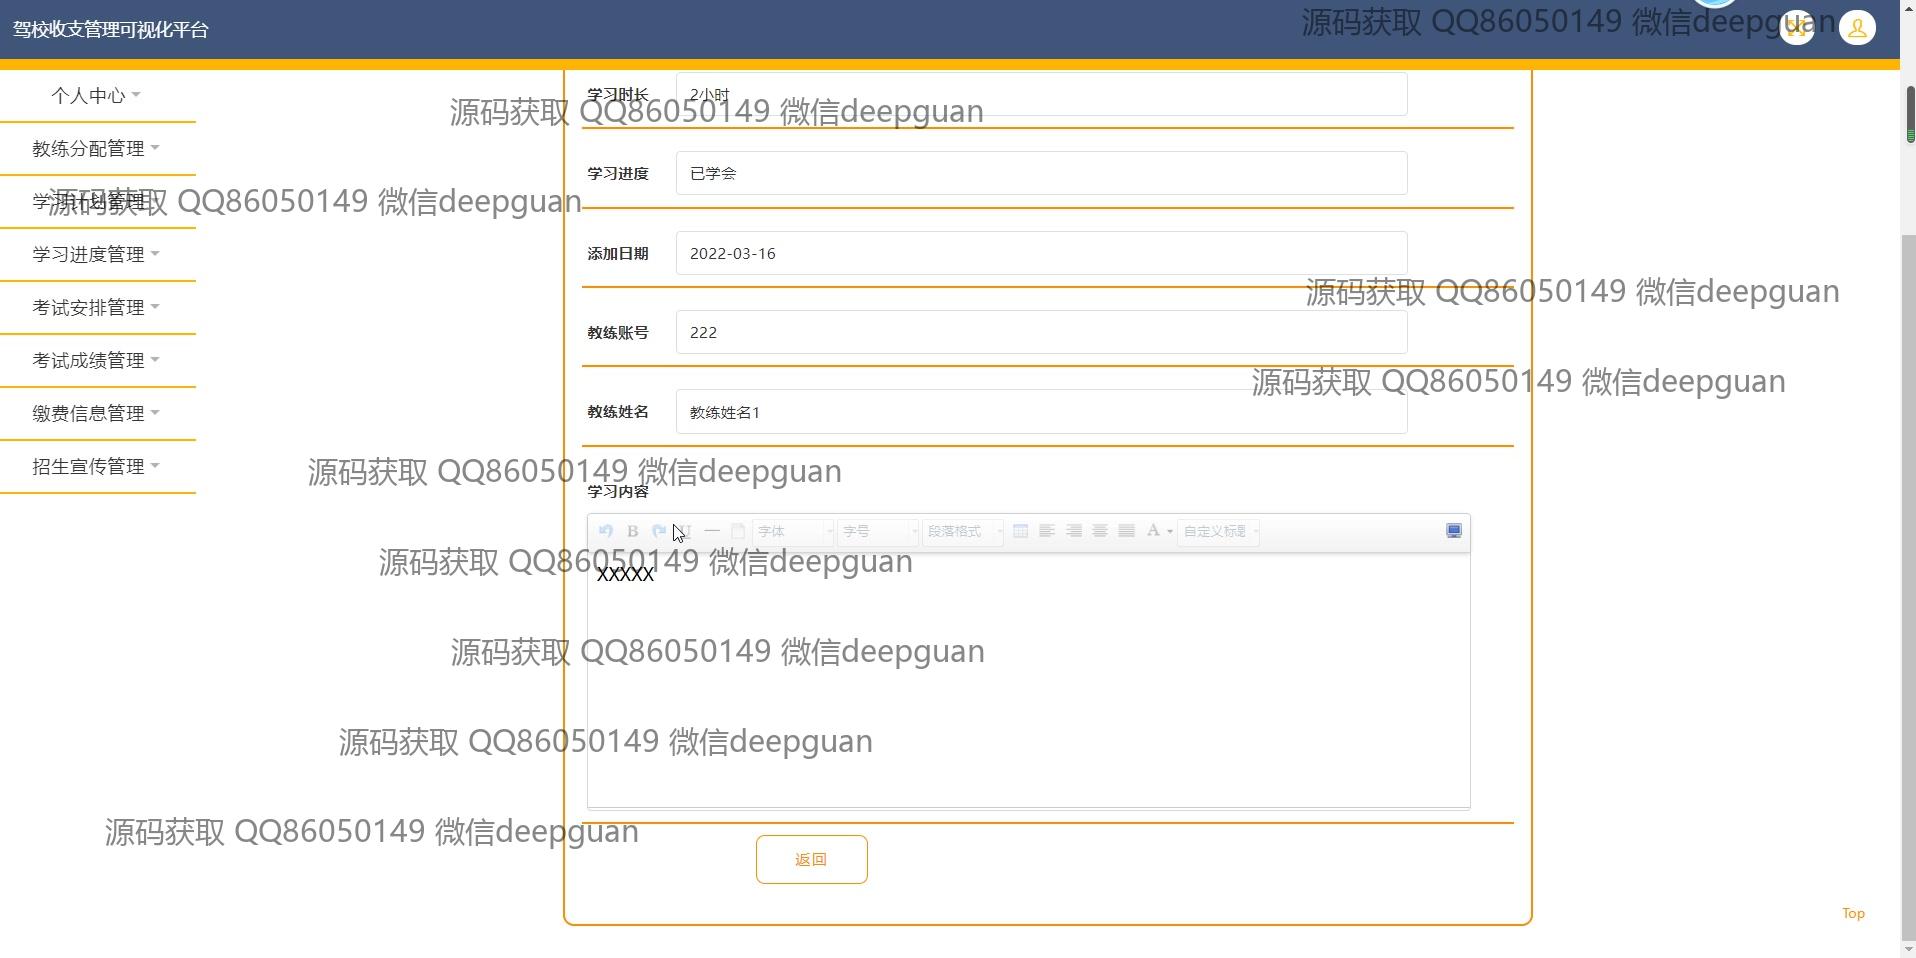 驾校收支管理可视化平台
源码获取 QQ86050149 微信deepguan
个人中心
学习时长
2小时
源码获取 QQ86050149 微信deepguan
教练分配管理
学习进度
已学会
学习计划管理
源码获取 QQ86050149 微信deepguan
学习进度管理
添加日期
2022-03-16
考试安排管理
源码获取 QQ86050149 微信deepguan
教练账号
222
考试成绩管理
源码获取 QQ86050149 微信deepguan
缴费信息管理
教练姓名
教练姓名1
招生宣传管理
源码获取 QQ86050149 微信deepguan
学习内容
B U 字体 字号 段落格式 A 自定义标题
源码获取 QQ86050149 微信deepguan
XXXXX
源码获取 QQ86050149 微信deepguan
源码获取 QQ86050149 微信deepguan
源码获取 QQ86050149 微信deepguan
返回
Top